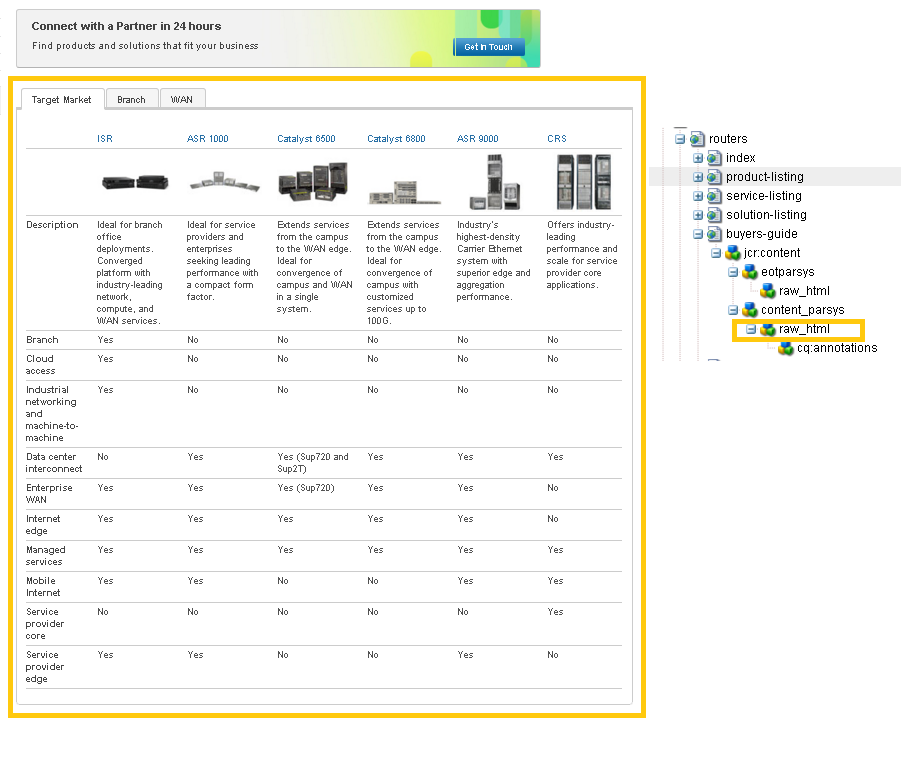 Connect with a Partner in 24 hours
Find products and solutions that fit your business
Get in Touch
Target Market
Branch
WAN
ISR
ASR 1000
Catalyst 6500
Catalyst 6800
ASR 9000
CRS
Description
Ideal for branch
office
deployments.
Converged
platform with
industry-leading
network,
compute, and
WAN services.
Ideal for service
providers and
enterprises
seeking leading
performance with
a compact form
factor.
Extends services
from the campus
to the WAN edge.
Ideal for
convergence of
campus and WAN
in a single
system.
Extends services
from the campus
to the WAN edge.
Ideal for
convergence of
campus with
customized
services up to
100G.
Industry's
highest-density
Carrier Ethernet
system with
superior edge and
aggregation
performance.
Offers industry-
leading
performance and
scale for service
provider core
applications.
Branch
Yes
No
No
No
No
No
Cloud
access
Yes
No
No
No
No
No
Industrial
networking
and
machine-to-
machine
Yes
No
No
No
No
No
Data center
interconnect
No
Yes
Yes (Sup720 and
Sup2T)
Yes
Yes
Yes
Enterprise
WAN
Yes
Yes
Yes (Sup720)
Yes
Yes
No
Internet
edge
Yes
Yes
Yes
Yes
Yes
No
Managed
services
Yes
Yes
Yes
Yes
Yes
Yes
Mobile
Internet
Yes
Yes
No
No
Yes
Yes
Service
provider
core
No
No
No
No
No
Yes
Service
provider
edge
Yes
Yes
No
No
Yes
No
routers
index
product-listing
service-listing
solution-listing
buyers-guide
jcr:content
eotparsys
raw_html
content_parsys
raw_html
cq:annotations